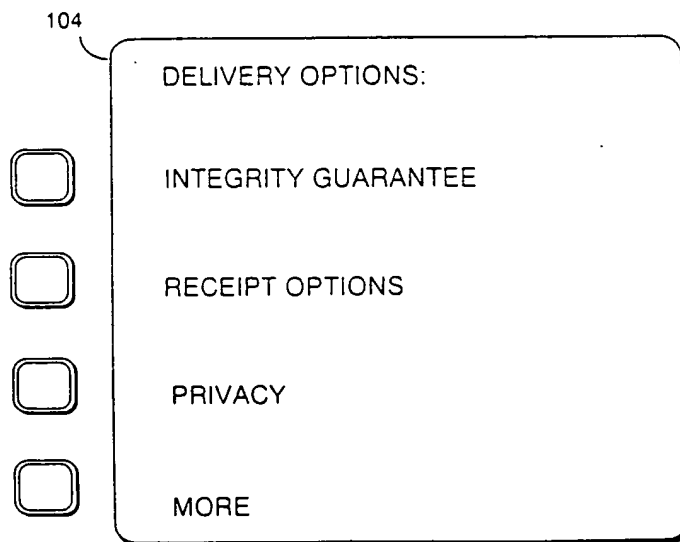 104
DELIVERY OPTIONS:
INTEGRITY GUARANTEE
RECEIPT OPTIONS
PRIVACY
MORE